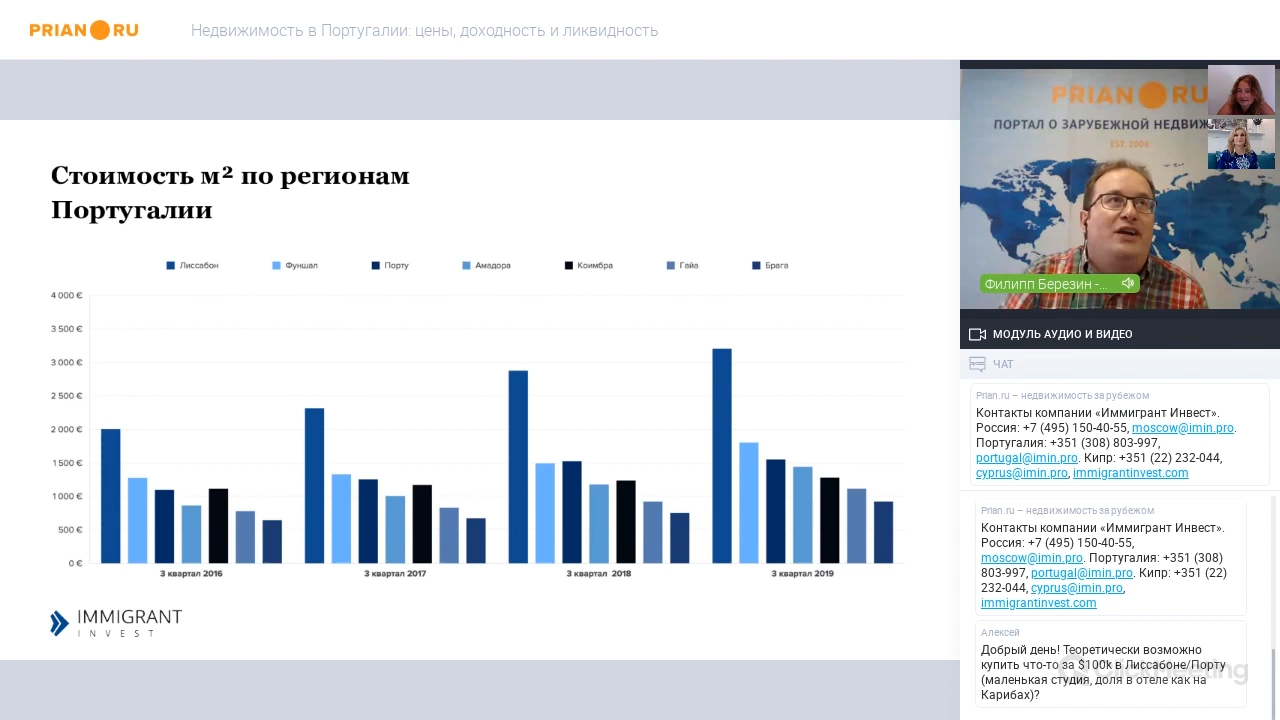 PRIAN RU
Недвижимость в Португалии: цены, доходность и ликвидность
Стоимость м² по регионам
Португалии
Лиссабон
Фуншал
Порту
Амадора
Коимбра
Гайа
Брага
4 000 €
3 500 €
3 000 €
2 500 €
2 000 €
1 500 €
1 000 €
500 €
0 €
3 квартал 2016
3 квартал 2017
3 квартал 2018
3 квартал 2019
IMMIGRANT
INVEST
PRIAN RU
ПОРТАЛ О ЗАРУБЕЖНОЙ
EST. 2006
Филипп Березин -...
МОДУЛЬ АУДИО И ВИДЕО
ЧАТ
Prian.ru – недвижимость за рубежом
Контакты компании «Иммигрант Инвест».
Россия: +7 (495) 150-40-55, moscow@imin.pro.
Португалия: +351 (308) 803-997,
portugal@imin.pro. Кипр: +351 (22) 232-044,
cyprus@imin.pro, immigrantinvest.com
Prian.ru – недвижимость за рубежом
Контакты компании «Иммигрант Инвест».
Россия: +7 (495) 150-40-55,
moscow@imin.pro. Португалия: +351 (308)
803-997, portugal@imin.pro. Кипр: +351 (22)
232-044, cyprus@imin.pro,
immigrantinvest.com
Алексей
Добрый день! Теоретически возможно
купить что-то за $100k в Лиссабоне/Порту
(маленькая студия, доля в отеле как на
Карибах)?
ClickMeeting